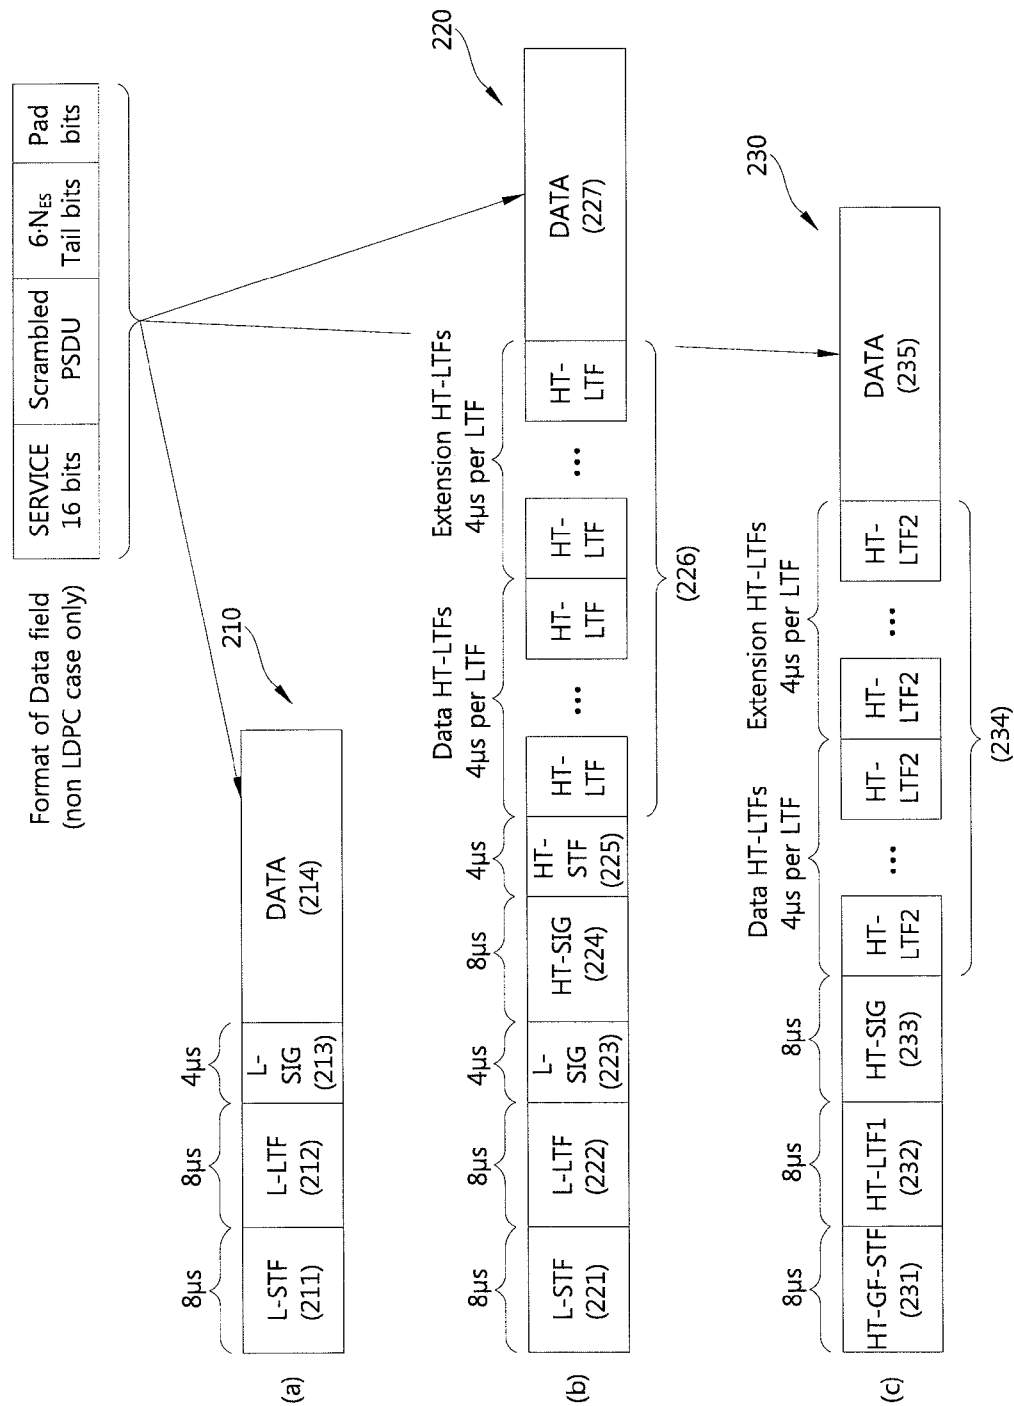 Format of Data field
(non LDPC case only)
SERVICE
16 bits
Scrambled
PSDU
6·NES
Tail bits
Pad
bits
(a)
210
8μs
8μs
4μs
L-STF
(211)
L-LTF
(212)
L-
SIG
(213)
DATA
(214)
(b)
220
8μs
8μs
4μs
8μs
4μs
Data HT-LTFs
4μs per LTF
Extension HT-LTFs
4μs per LTF
L-STF
(221)
L-LTF
(222)
L-
SIG
(223)
HT-SIG
(224)
HT-
STF
(225)
HT-
LTF
...
HT-
LTF
HT-
LTF
...
HT-
LTF
DATA
(227)
(226)
(c)
230
8μs
8μs
8μs
Data HT-LTFs
4μs per LTF
Extension HT-LTFs
4μs per LTF
HT-GF-STF
(231)
HT-LTF1
(232)
HT-SIG
(233)
HT-
LTF2
...
HT-
LTF2
HT-
LTF2
...
HT-
LTF2
DATA
(235)
(234)